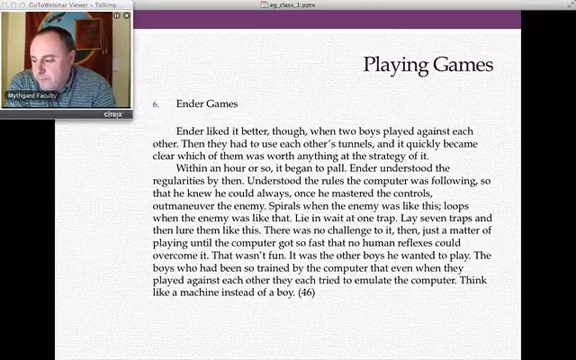 GoToWebinar Viewer – Talking
eg_class_1.pptx
Mythgard Faculty
CITRIX
Playing Games
6. Ender Games
Ender liked it better, though, when two boys played against each
other. Then they had to use each other's tunnels, and it quickly became
clear which of them was worth anything at the strategy of it.
Within an hour or so, it began to pall. Ender understood the
regularities by then. Understood the rules the computer was following, so
that he knew he could always, once he mastered the controls,
outmaneuver the enemy. Spirals when the enemy was like this; loops
when the enemy was like that. Lie in wait at one trap. Lay seven traps and
then lure them like this. There was no challenge to it, then, just a matter of
playing until the computer got so fast that no human reflexes could
overcome it. That wasn't fun. It was the other boys he wanted to play. The
boys who had been so trained by the computer that even when they
played against each other they each tried to emulate the computer. Think
like a machine instead of a boy. (46)